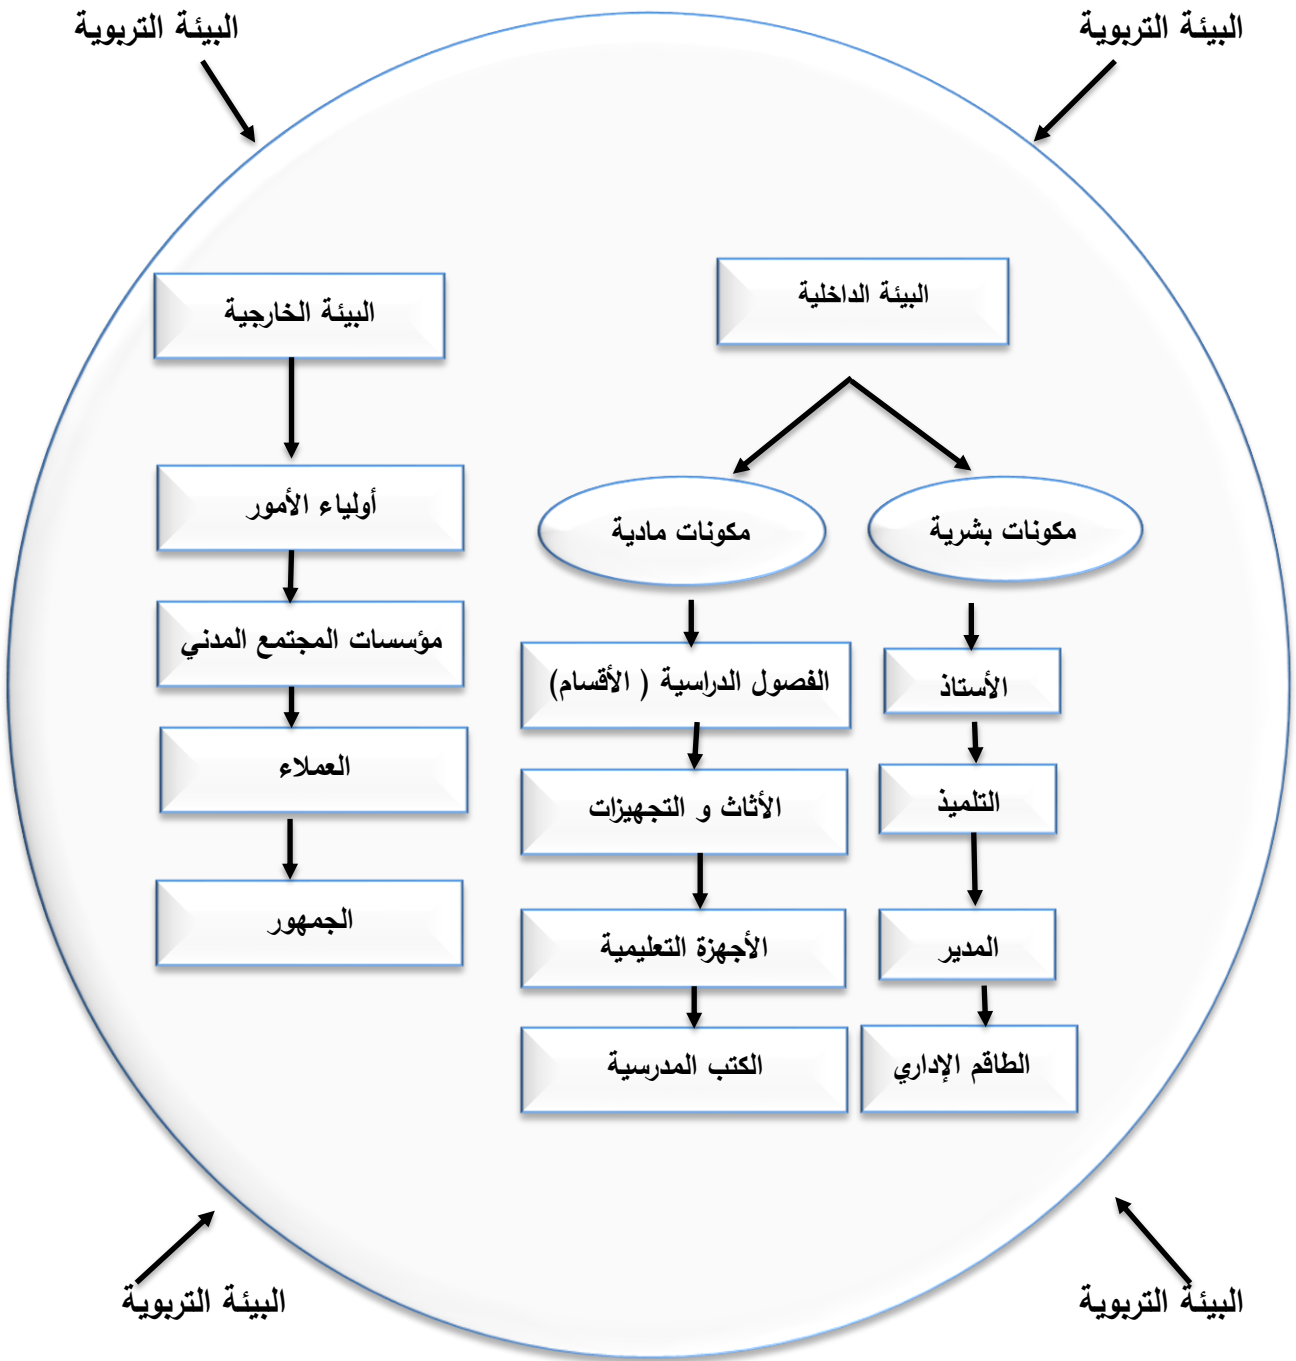 البيئة التربوية
البيئة التربوية
البيئة الداخلية
البيئة الخارجية
مكونات بشرية
مكونات مادية
الأستاذ
التلميذ
المدير
الطاقم الإداري
الفصول الدراسية ( الأقسام)
الأثاث و التجهيزات
الأجهزة التعليمية
الكتب المدرسية
أولياء الأمور
مؤسسات المجتمع المدني
العملاء
الجمهور
البيئة التربوية
البيئة التربوية